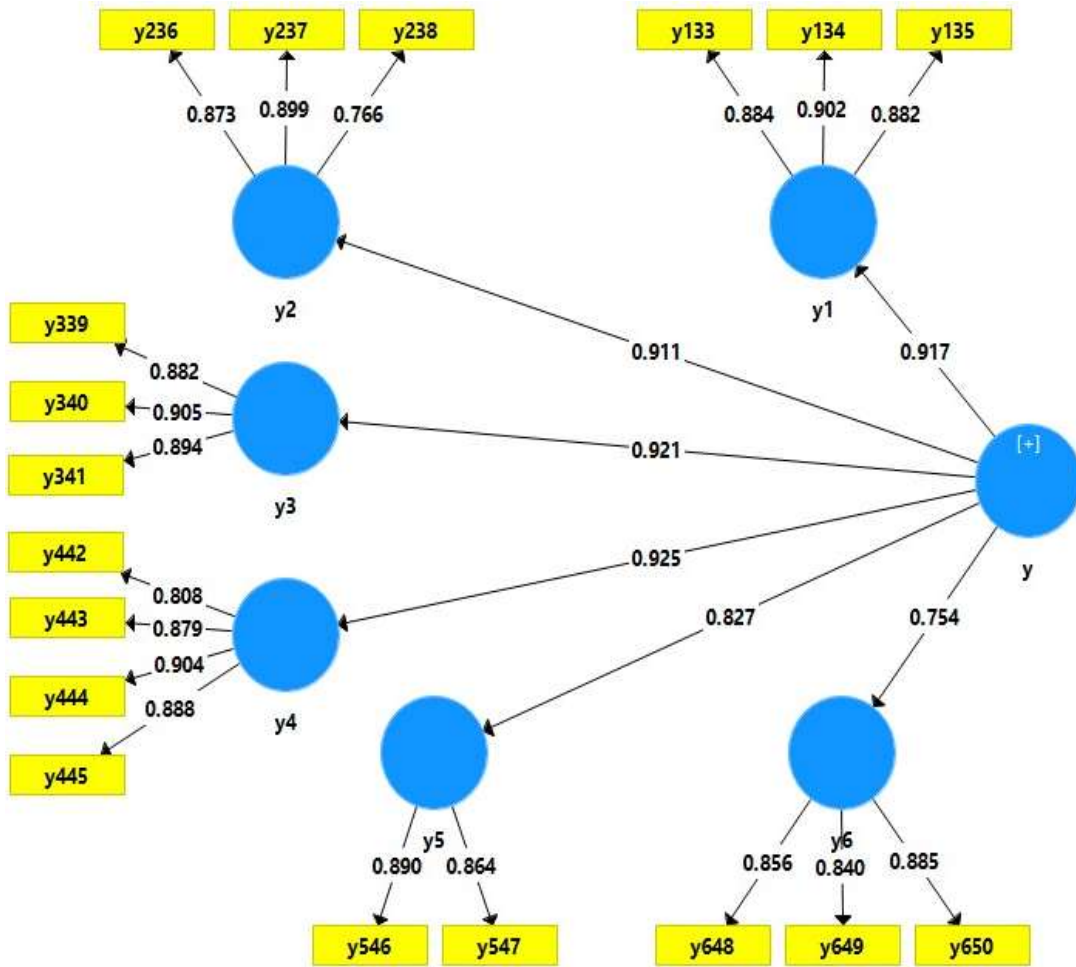 y236 y237 y238 y133 y134 y135
0.873 0.899 0.766 0.884 0.902 0.882
y2 y1
y339
0.882
y340
0.905
y341
0.894
y3
0.911 0.917
0.921
[+]
y
y442
0.808
y443
0.879
y444
0.904
y445
0.888
y4
0.925
0.827 0.754
y5 y6
0.890 0.864 0.856 0.840 0.885
y546 y547 y648 y649 y650